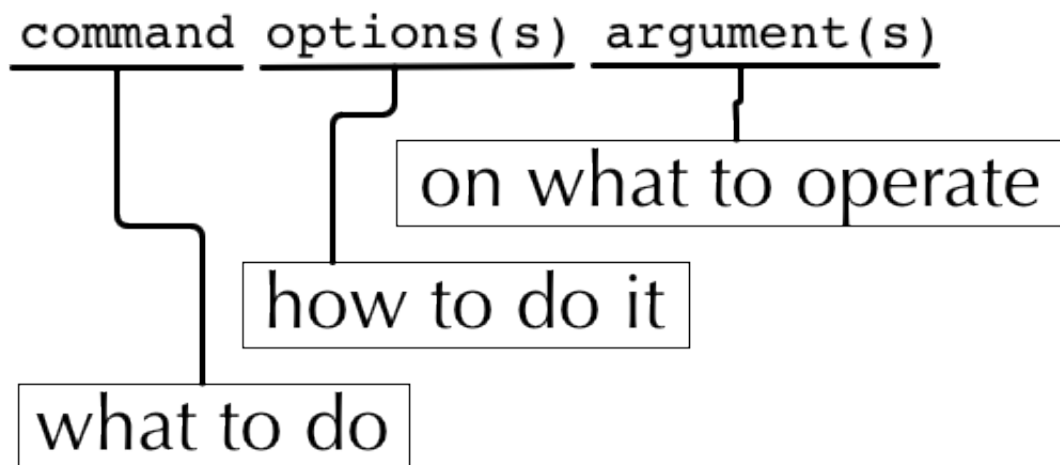 command options(s) argument(s)
on what to operate
how to do it
what to do